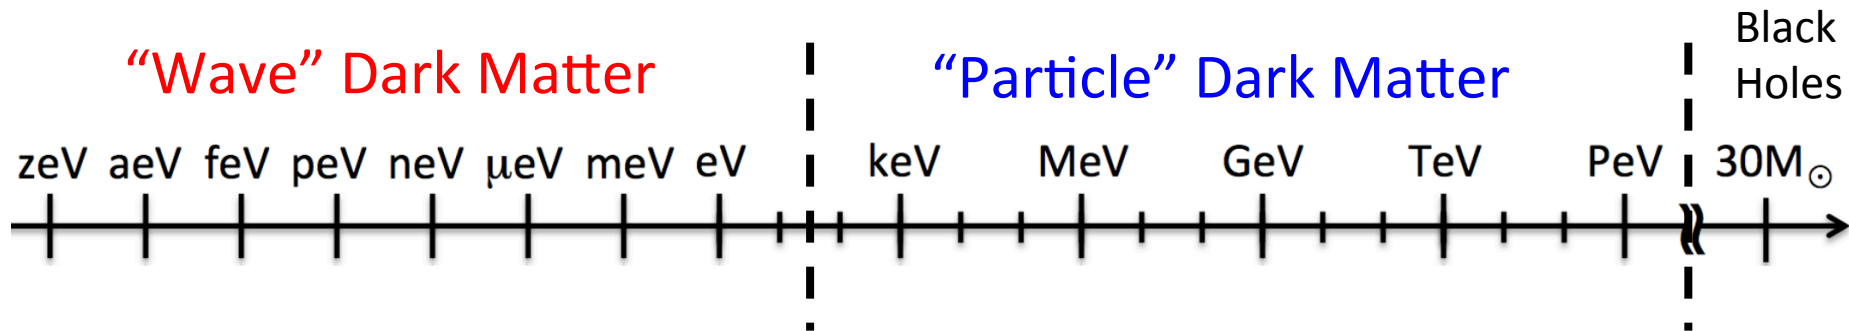 “Wave” Dark Matter “Particle” Dark Matter Black
Holes
zeV aeV feV peV neV μeV meV eV keV MeV GeV TeV PeV 30M☉